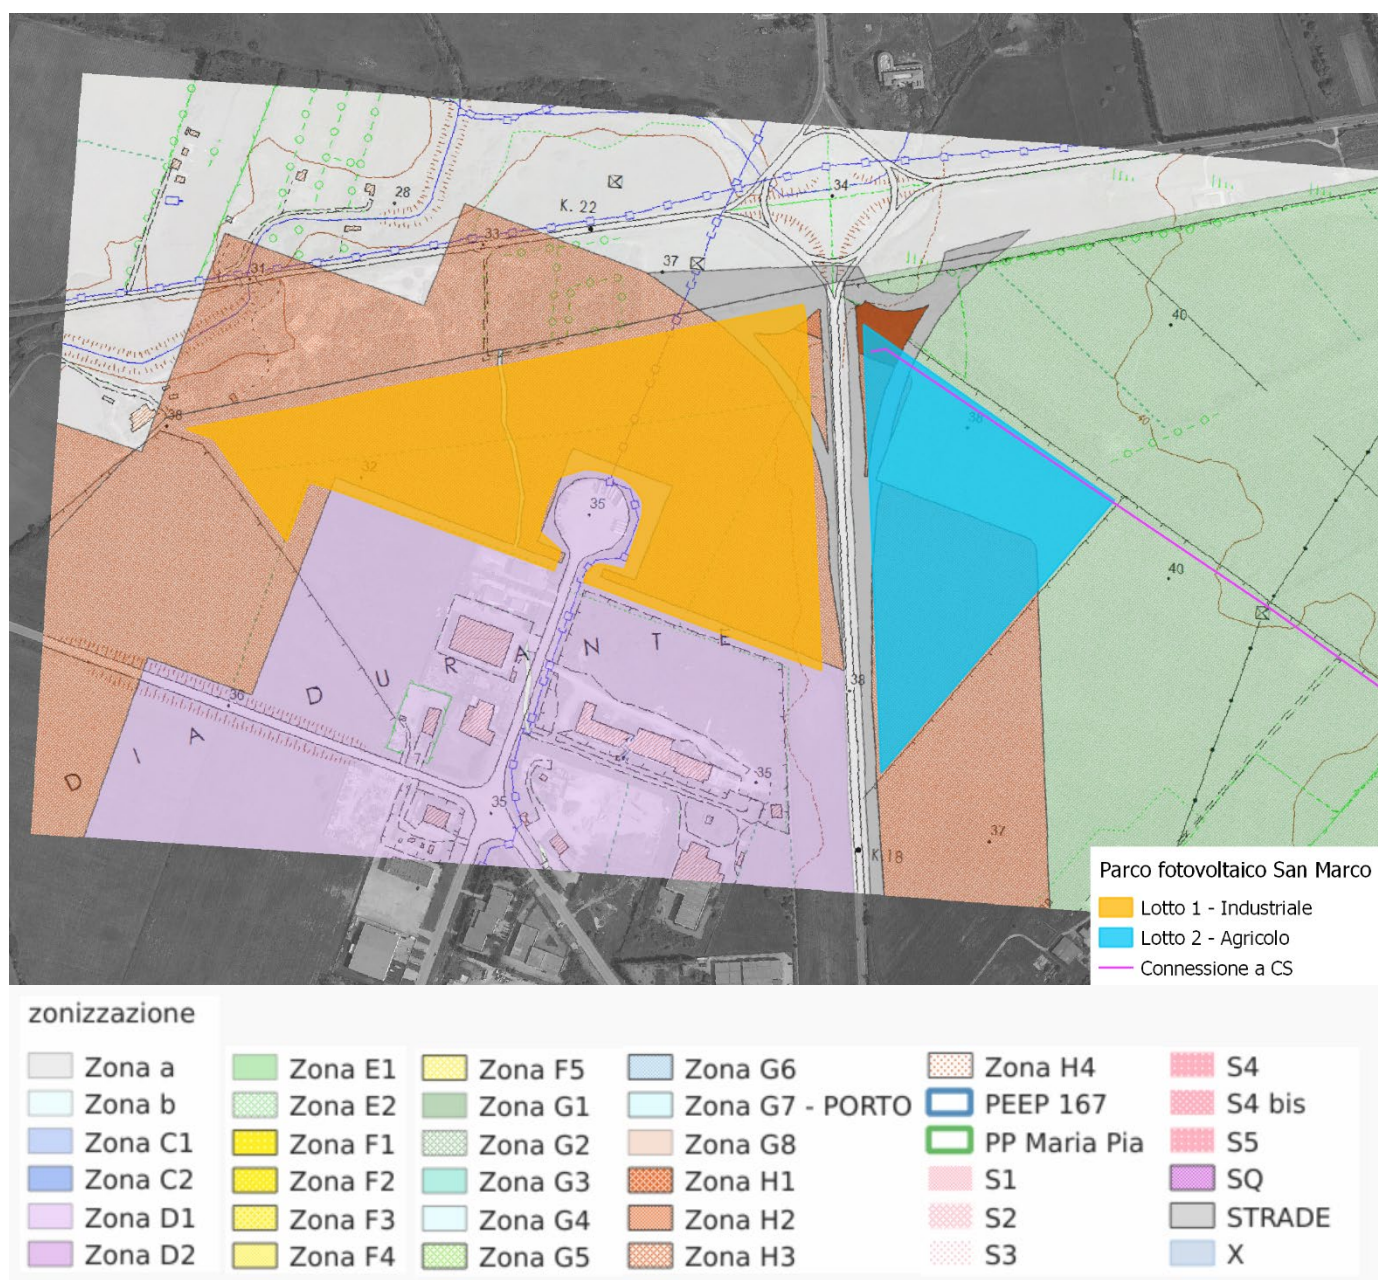 34
28
K. 22
33
37
31
40
38
38
40
32
35
40
D I A D U R A N T E
36
38
35
35
37
K. 18
Parco fotovoltaico San Marco
Lotto 1 - Industriale
Lotto 2 - Agricolo
Connessione a CS
zonizzazione
Zona a
Zona b
Zona C1
Zona C2
Zona D1
Zona D2
Zona E1
Zona E2
Zona F1
Zona F2
Zona F3
Zona F4
Zona F5
Zona G1
Zona G2
Zona G3
Zona G4
Zona G5
Zona G6
Zona G7 - PORTO
Zona G8
Zona H1
Zona H2
Zona H3
Zona H4
PEEP 167
PP Maria Pia
S1
S2
S3
S4
S4 bis
S5
SQ
STRADE
X